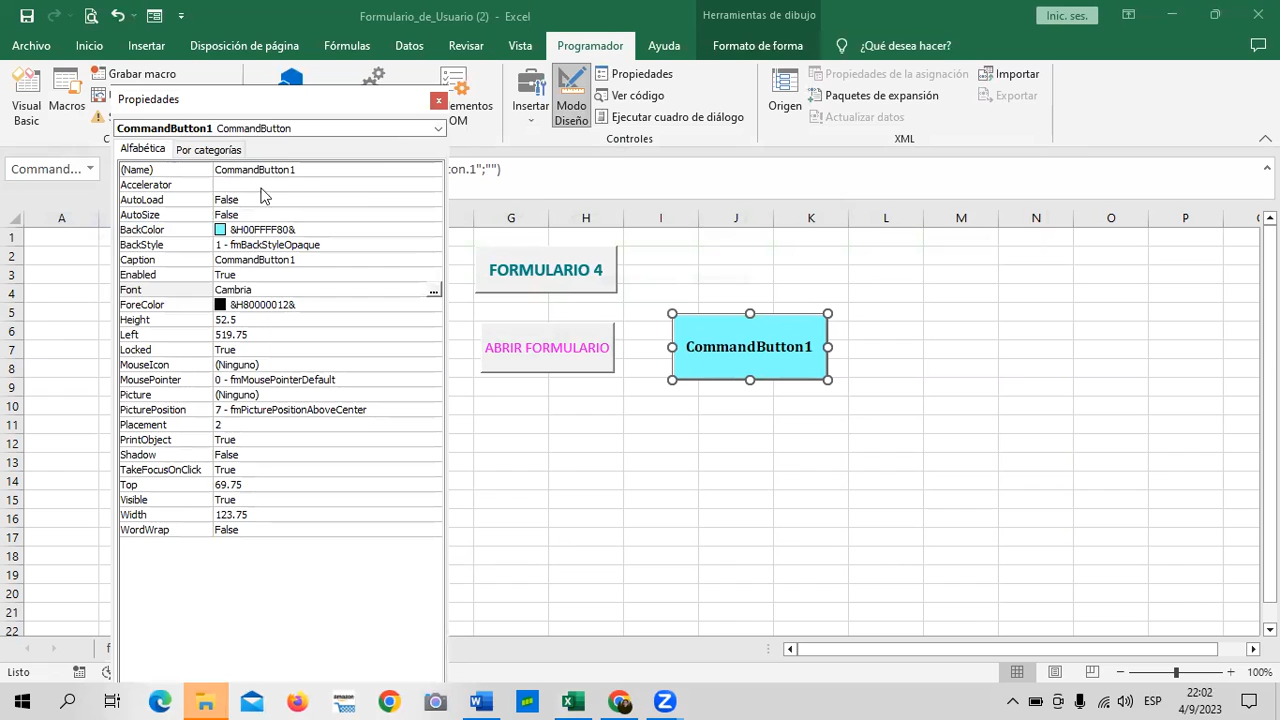 Formulario_de_Usuario (2) - Excel
Herramientas de dibujo
Inic. ses.
Archivo
Inicio
Insertar
Disposición de página
Fórmulas
Datos
Revisar
Vista
Programador
Ayuda
Formato de forma
¿Qué desea hacer?
Visual Basic
Macros
Grabar macro
Insertar
Modo Diseño
Propiedades
Ver código
Ejecutar cuadro de diálogo
Controles
Origen
Propiedades de la asignación
Paquetes de expansión
Actualizar datos
Importar
Exportar
XML
Propiedades
CommandButton1 CommandButton
Alfabética
Por categorías
(Name) CommandButton1
Accelerator
AutoLoad False
AutoSize False
BackColor &H00FFFF80&
BackStyle 1 - fmBackStyleOpaque
Caption CommandButton1
Enabled True
Font Cambria ...
ForeColor &H80000012&
Height 52.5
Left 519.75
Locked True
MouseIcon (Ninguno)
MousePointer 0 - fmMousePointerDefault
Picture (Ninguno)
PicturePosition 7 - fmPicturePositionAboveCenter
Placement 2
PrintObject True
Shadow False
TakeFocusOnClick True
Top 69.75
Visible True
Width 123.75
WordWrap False
Command...
on.1";"")
A G H I J K L M N O P
1
2
3
4
5
6
7
8
9
10
11
12
13
14
15
16
17
18
19
20
21
22
FORMULARIO 4
ABRIR FORMULARIO
CommandButton1
Listo
100%
ESP
22:02
4/9/2023